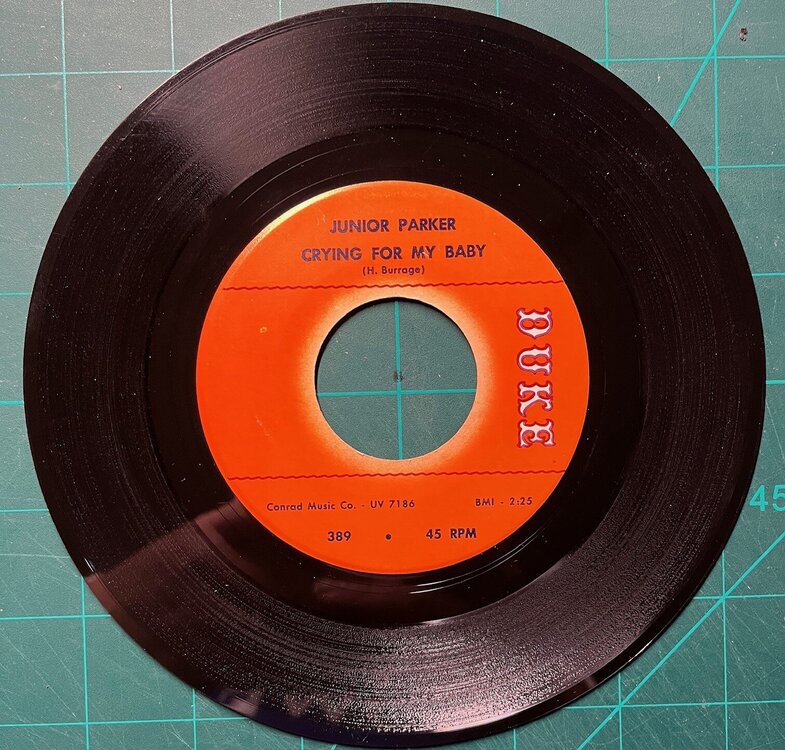 JUNIOR PARKER
CRYING FOR MY BABY
(H. Burrage)
DUKE
Conrad Music Co. - UV 7186 BMI - 2:25
389 • 45 RPM
45